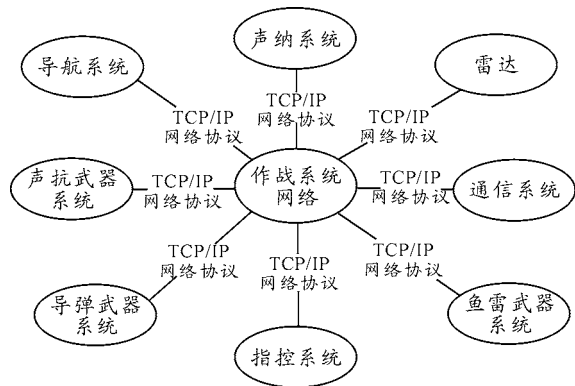 声纳系统
导航系统
雷达
TCP/IP
网络协议
TCP/IP
网络协议
TCP/IP
网络协议
声抗武器
系统
TCP/IP
网络协议
作战系统
网络
TCP/IP
网络协议
通信系统
TCP/IP
网络协议
TCP/IP
网络协议
TCP/IP
网络协议
导弹武器
系统
指控系统
鱼雷武器
系统